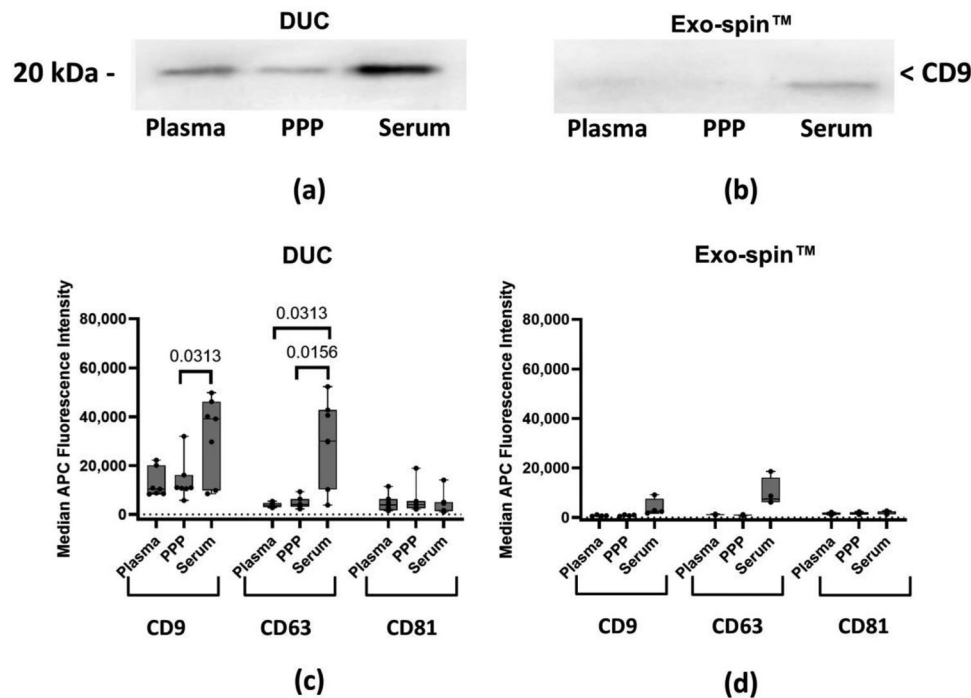 DUC
20 kDa -
Plasma PPP Serum
(a)
Exo-spin™
< CD9
Plasma PPP Serum
(b)
DUC
Median APC Fluorescence Intensity
80,000
60,000
40,000
20,000
0
0.0313
0.0313
0.0156
Plasma PPP Serum Plasma PPP Serum Plasma PPP Serum
CD9 CD63 CD81
(c)
Exo-spin™
Median APC Fluorescence Intensity
80,000
60,000
40,000
20,000
0
Plasma PPP Serum Plasma PPP Serum Plasma PPP Serum
CD9 CD63 CD81
(d)